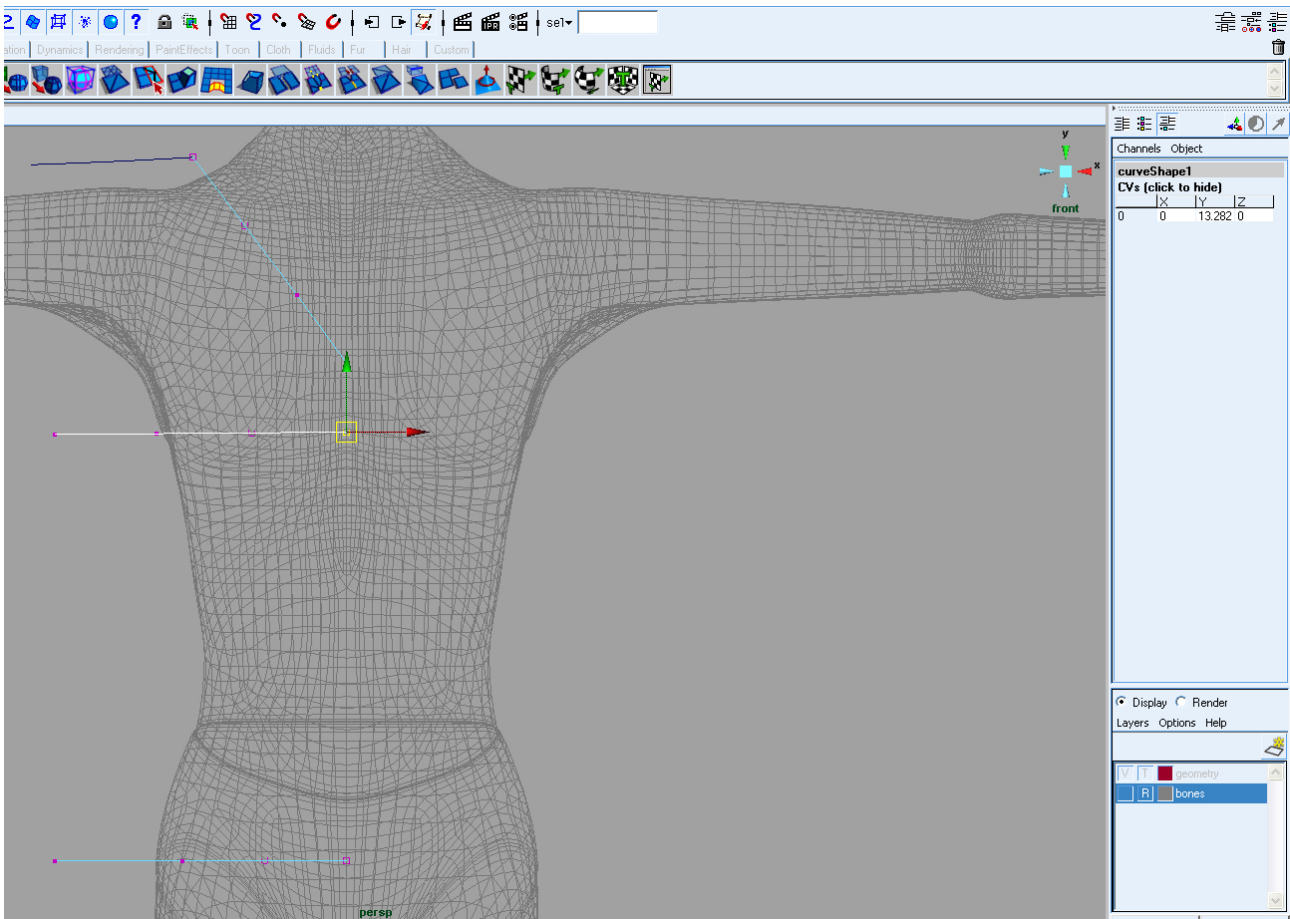 sel
Dynamics Rendering PaintEffects Toon Cloth Fluids Fur Hair Custom
Channels Object
y
x
front
curveShape1
CVs (click to hide)
X Y Z
0 0 13.282 0
Display Render
Layers Options Help
V T geometry
R bones
persp